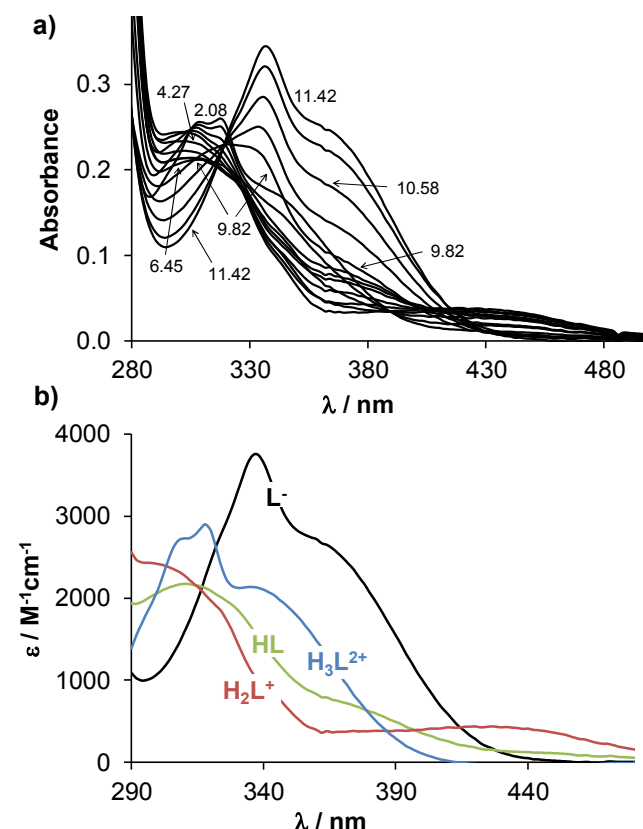 a)
Absorbance
0.3
0.2
0.1
0.0
4.27
2.08
11.42
10.58
9.82
9.82
6.45
11.42
280 330 380 430 480
λ / nm
b)
ε / M⁻¹cm⁻¹
4000
3000
2000
1000
0
L⁻
HL
H₃L²⁺
H₂L⁺
290 340 390 440
λ / nm